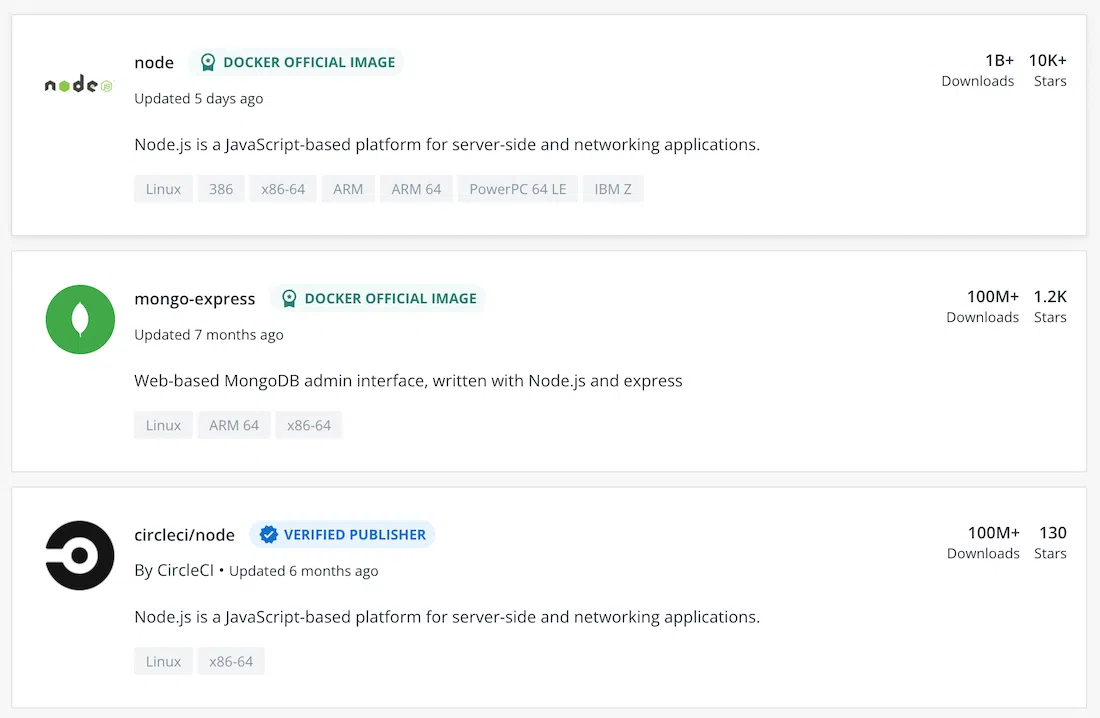 node DOCKER OFFICIAL IMAGE 1B+ 10K+
node JS Updated 5 days ago Downloads Stars
Node.js is a JavaScript-based platform for server-side and networking applications.
Linux 386 x86-64 ARM ARM 64 PowerPC 64 LE IBM Z
mongo-express DOCKER OFFICIAL IMAGE 100M+ 1.2K
Updated 7 months ago Downloads Stars
Web-based MongoDB admin interface, written with Node.js and express
Linux ARM 64 x86-64
circleci/node VERIFIED PUBLISHER 100M+ 130
By CircleCI • Updated 6 months ago Downloads Stars
Node.js is a JavaScript-based platform for server-side and networking applications.
Linux x86-64